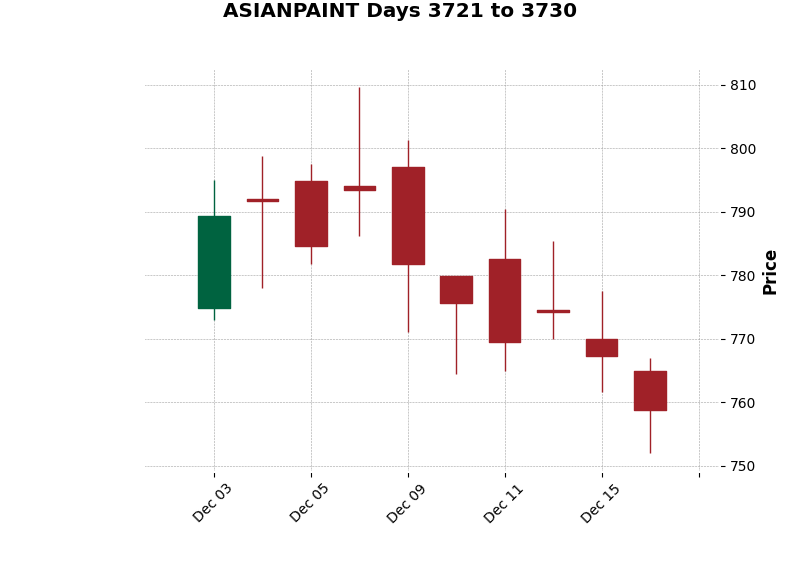 ASIANPAINT Days 3721 to 3730
810
800
790
780
770
760
750
Price
Dec 03
Dec 05
Dec 09
Dec 11
Dec 15